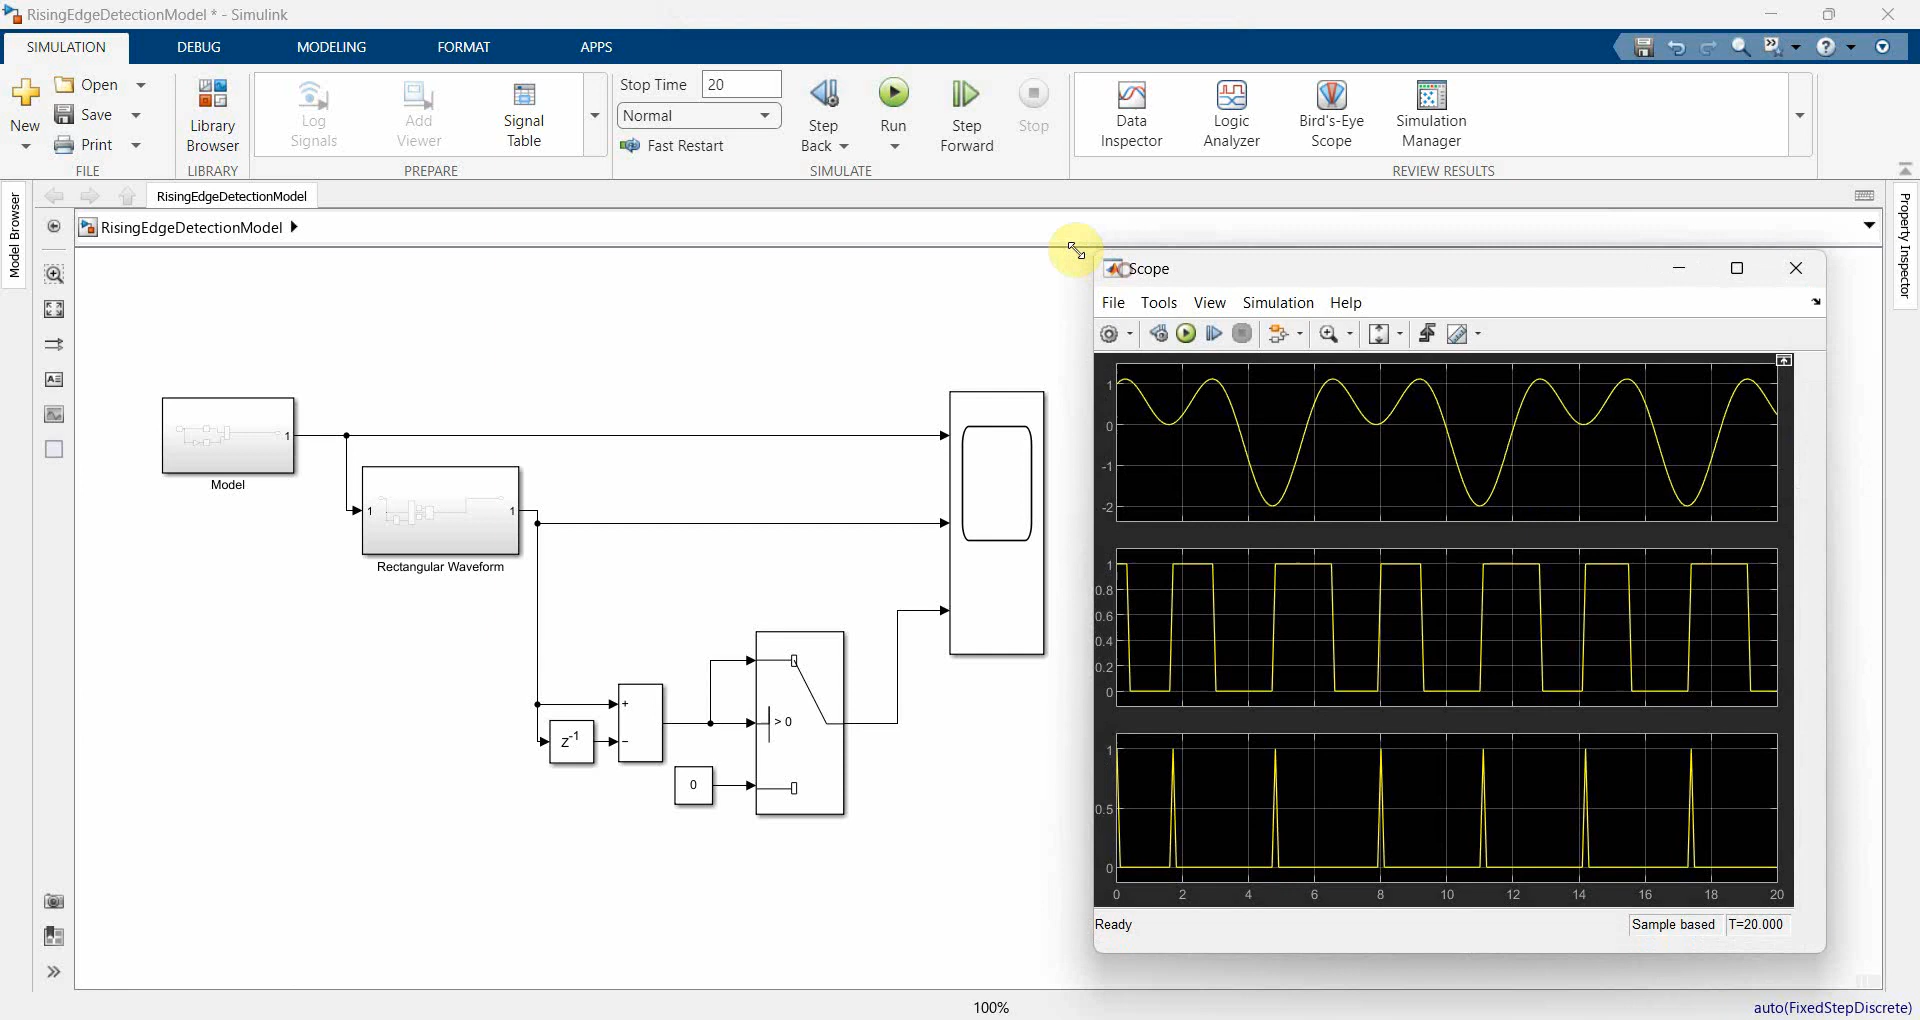 RisingEdgeDetectionModel * - Simulink
SIMULATION DEBUG MODELING FORMAT APPS
New
Open
Save
Print
FILE
Library
Browser
LIBRARY
Log
Signals
Add
Viewer
Signal
Table
PREPARE
Stop Time 20
Normal
Fast Restart
Step
Back
Run
Step
Forward
Stop
SIMULATE
Data
Inspector
Logic
Analyzer
Bird's-Eye
Scope
Simulation
Manager
REVIEW RESULTS
Model Browser
RisingEdgeDetectionModel
RisingEdgeDetectionModel
Property Inspector
1
Model
1 1
Rectangular Waveform
z-1
+
−
0
> 0
Scope
File Tools View Simulation Help
1
0
-1
-2
1
0.8
0.6
0.4
0.2
0
1
0.5
0
0 2 4 6 8 10 12 14 16 18 20
Ready Sample based T=20.000
100% auto(FixedStepDiscrete)